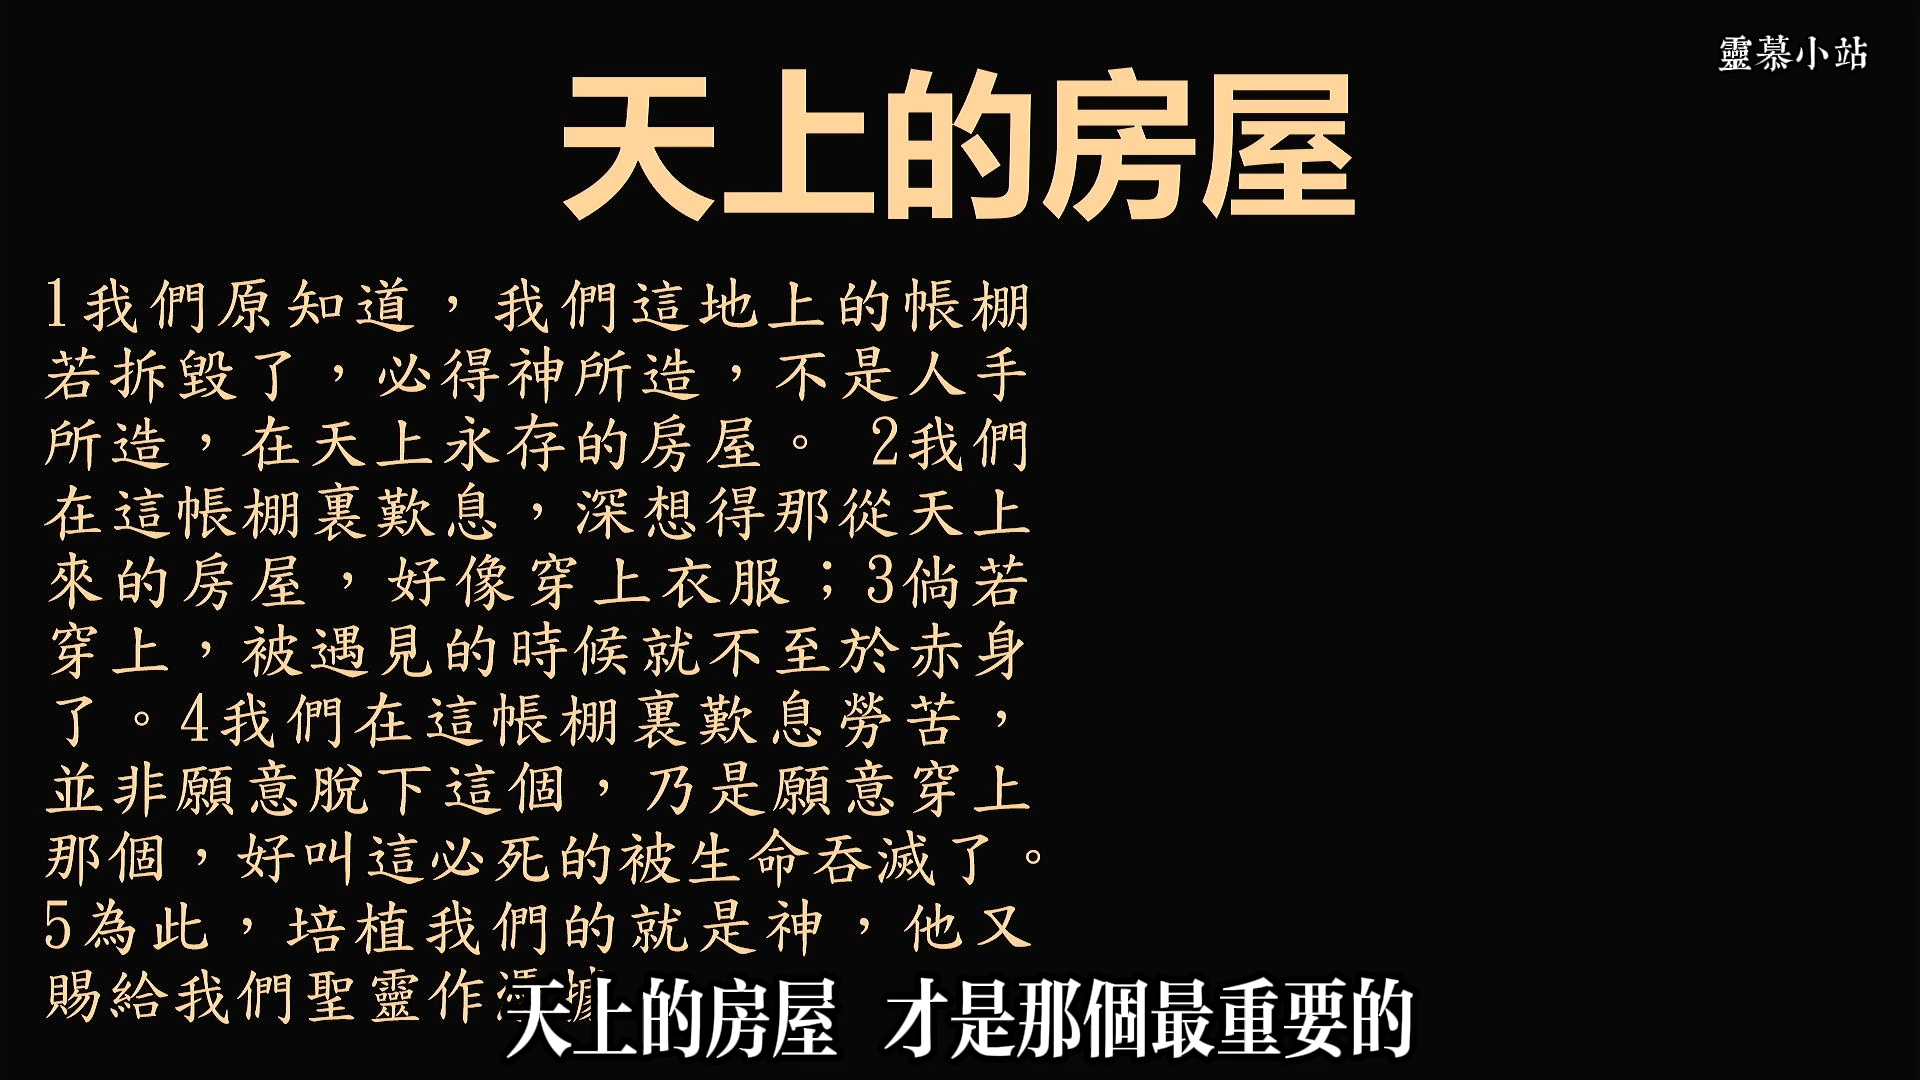 靈慕小站
天上的房屋
1我們原知道，我們這地上的帳棚
若拆毀了，必得神所造，不是人手
所造，在天上永存的房屋。 2我們
在這帳棚裏歎息，深想得那從天上
來的房屋，好像穿上衣服；3倘若
穿上，被遇見的時候就不至於赤身
了。4我們在這帳棚裏歎息勞苦，
並非願意脫下這個，乃是願意穿上
那個，好叫這必死的被生命吞滅了。
5為此，培植我們的就是神，他又
賜給我們聖靈作
天上的房屋 才是那個最重要的